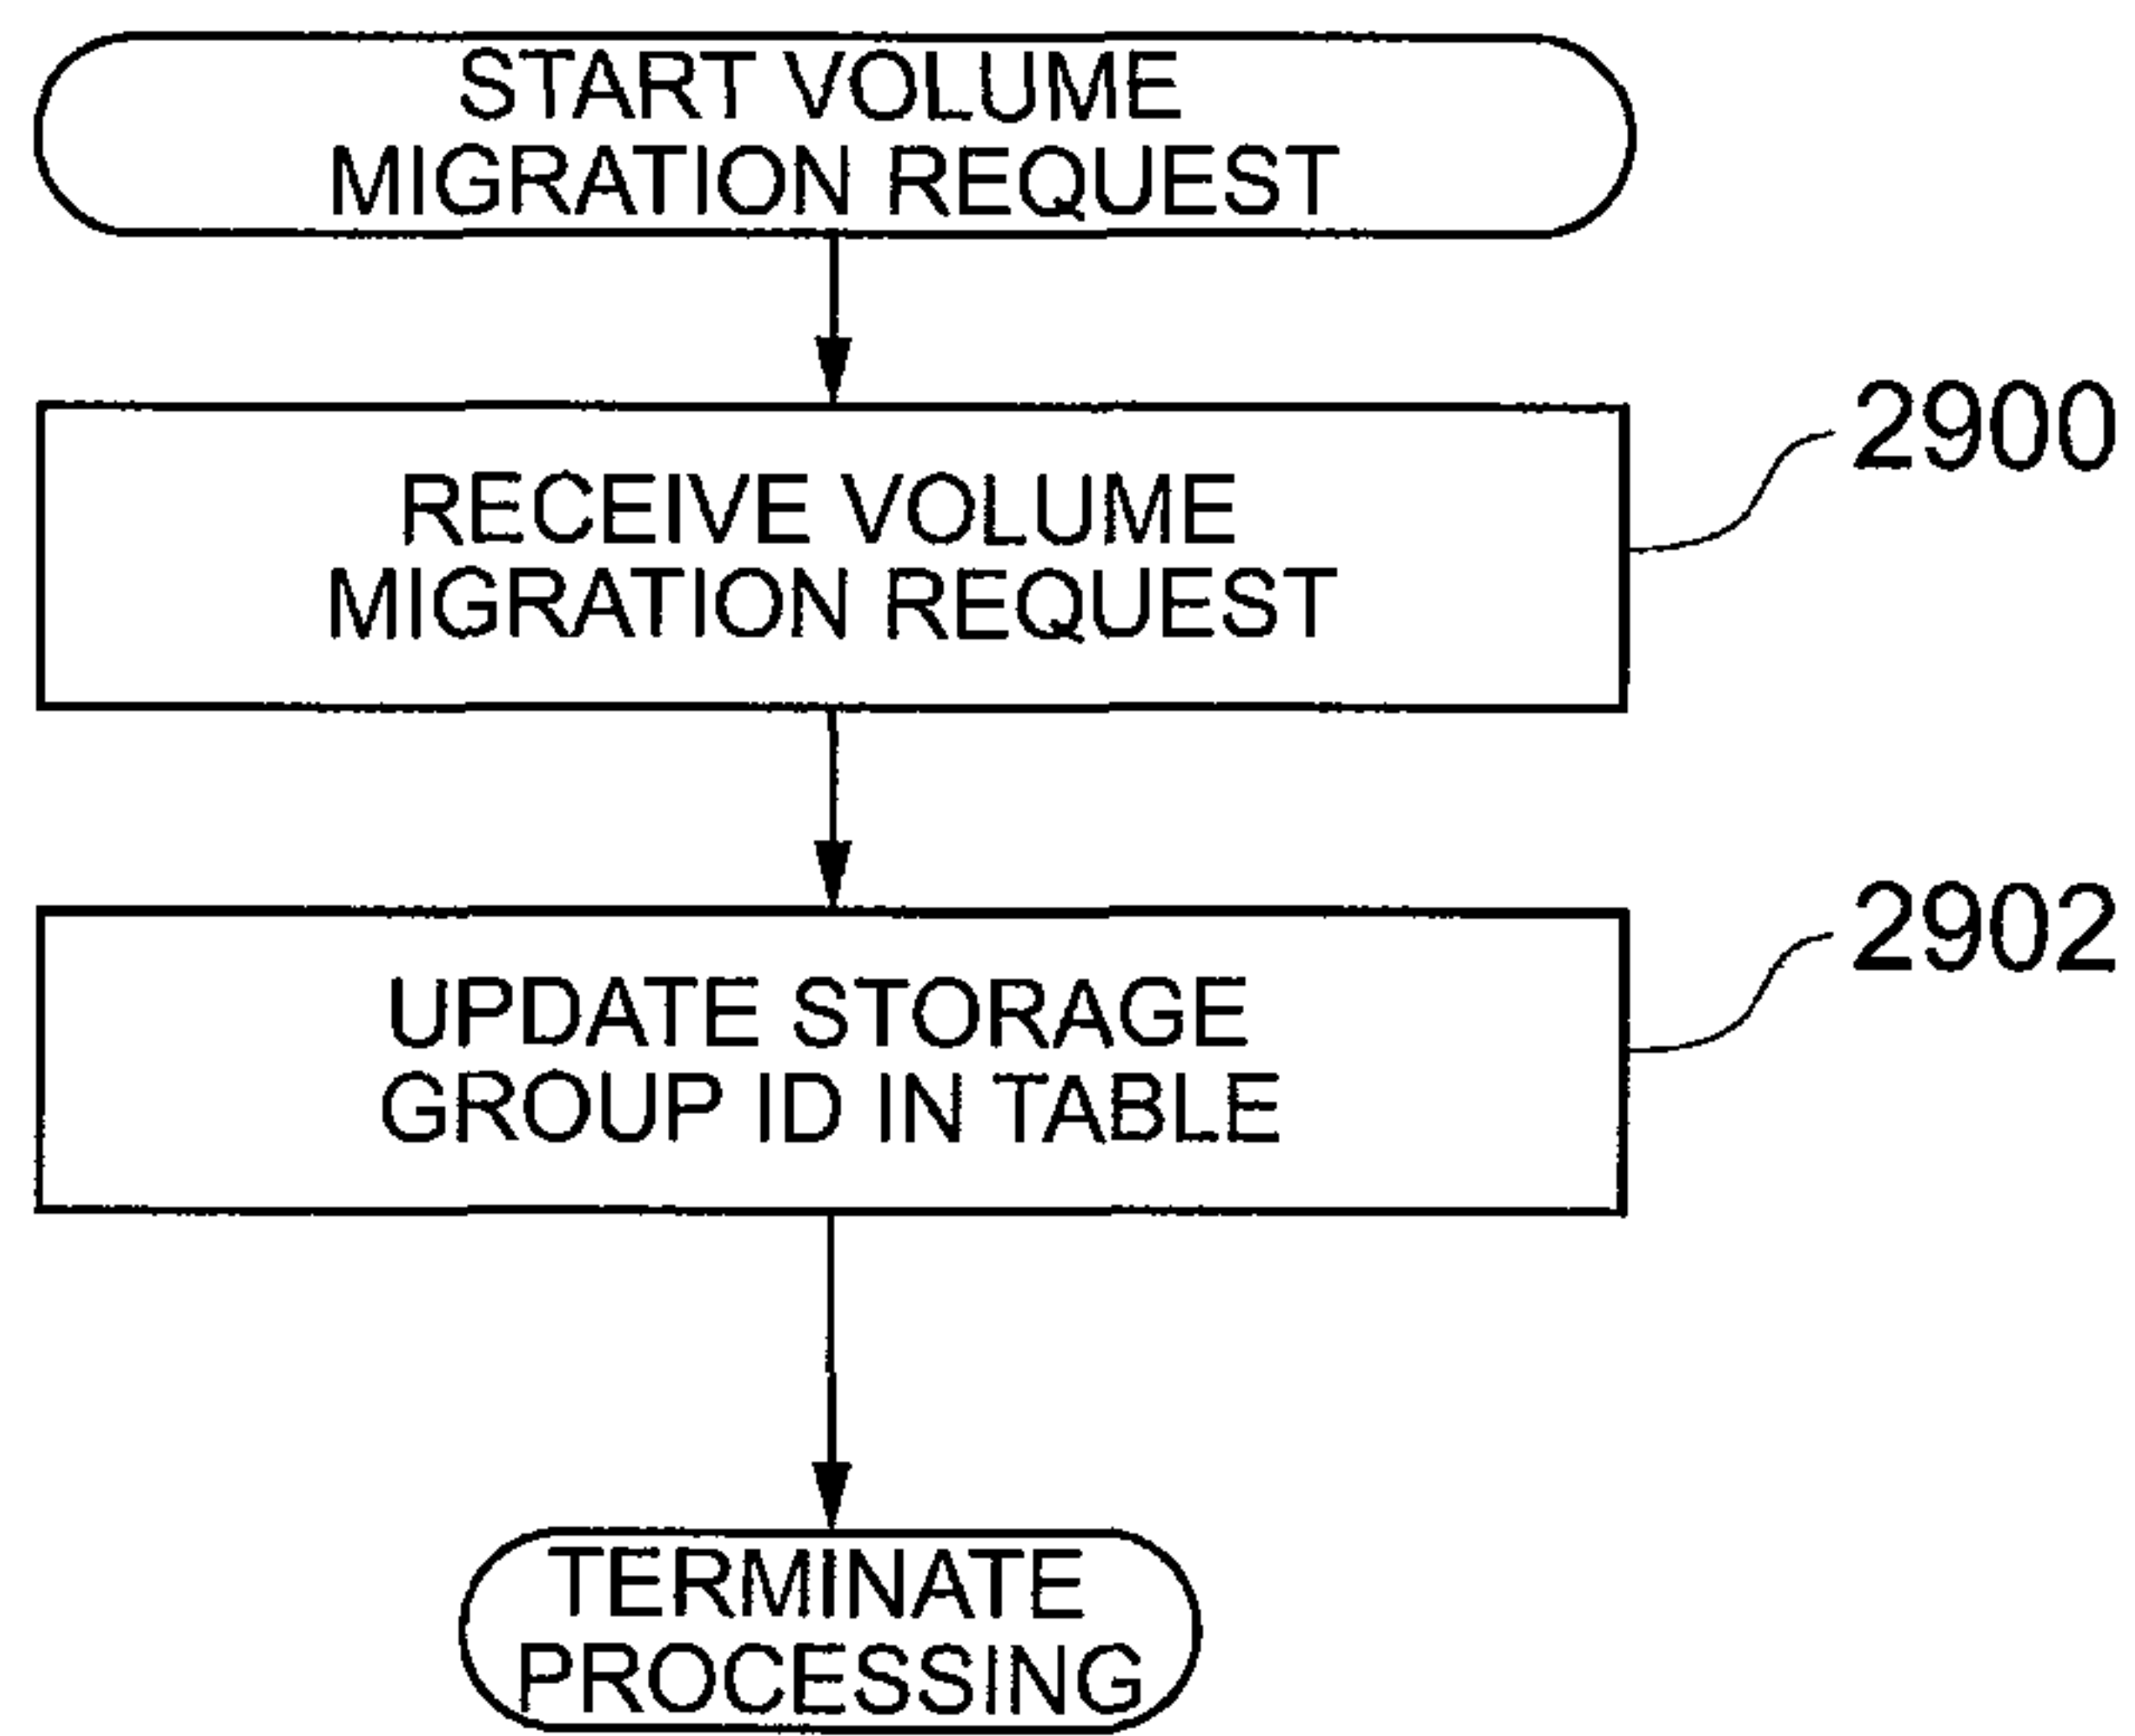 START VOLUME
MIGRATION REQUEST
2900
RECEIVE VOLUME
MIGRATION REQUEST
2902
UPDATE STORAGE
GROUP ID IN TABLE
TERMINATE
PROCESSING